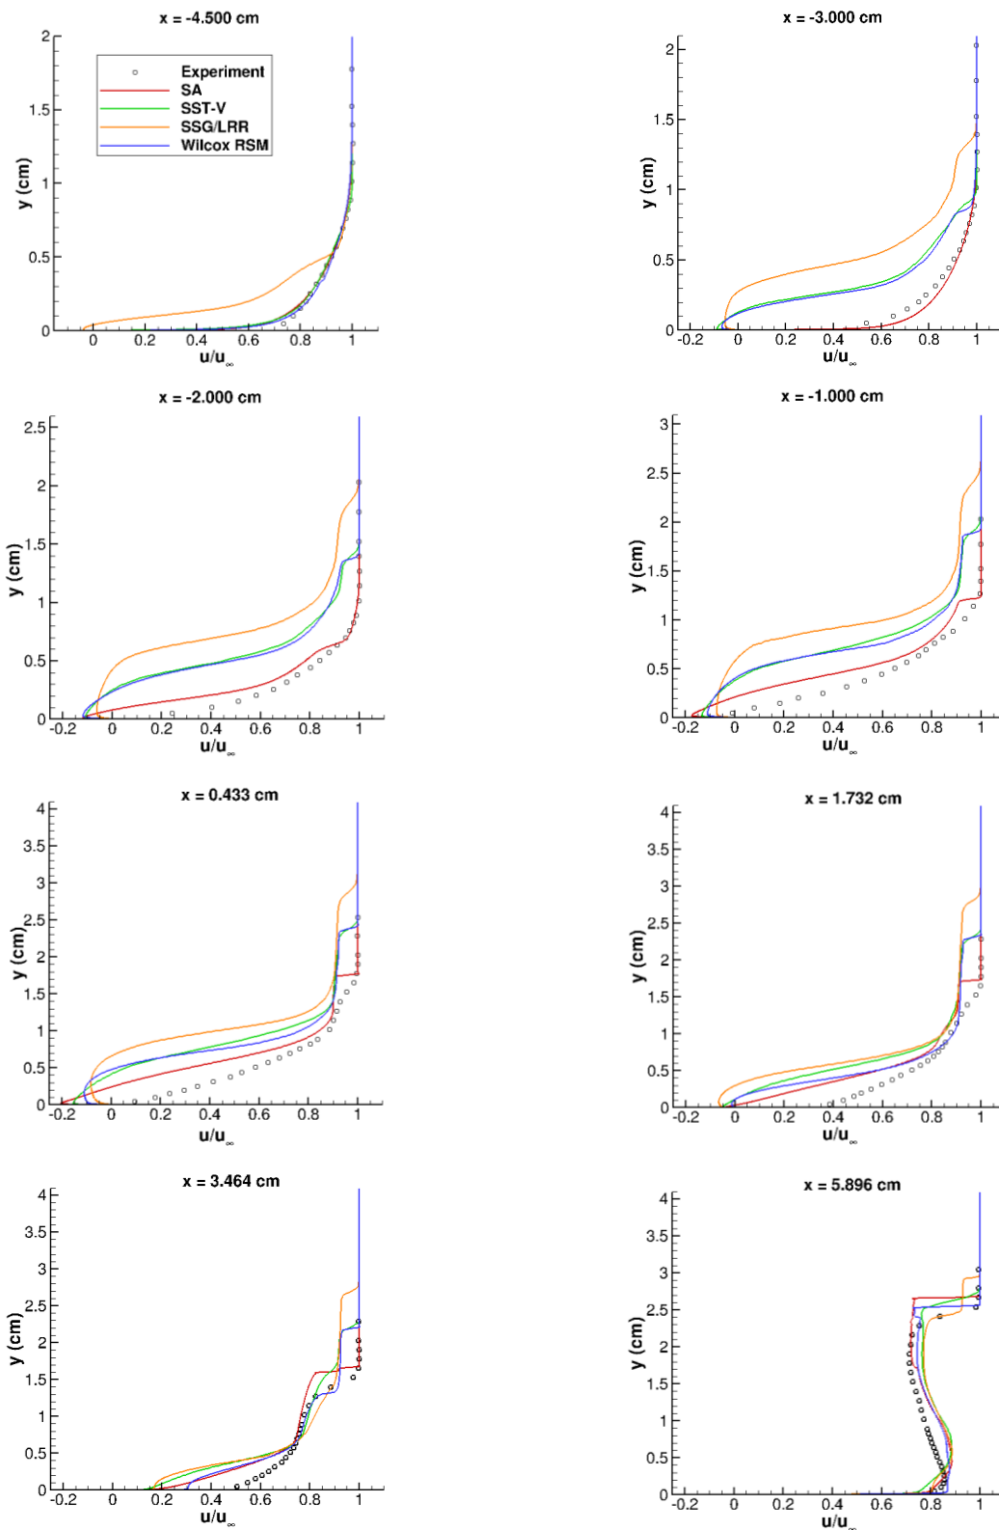 x = -4.500 cm
2
1.5
1
0.5
0
y (cm)
Experiment
SA
SST-V
SSG/LRR
Wilcox RSM
0 0.2 0.4 0.6 0.8 1
u/u∞
x = -3.000 cm
2
1.5
1
0.5
0
y (cm)
-0.2 0 0.2 0.4 0.6 0.8 1
u/u∞
x = -2.000 cm
2.5
2
1.5
1
0.5
0
y (cm)
-0.2 0 0.2 0.4 0.6 0.8 1
u/u∞
x = -1.000 cm
3
2.5
2
1.5
1
0.5
0
y (cm)
-0.2 0 0.2 0.4 0.6 0.8 1
u/u∞
x = 0.433 cm
4
3.5
3
2.5
2
1.5
1
0.5
0
y (cm)
-0.2 0 0.2 0.4 0.6 0.8 1
u/u∞
x = 1.732 cm
4
3.5
3
2.5
2
1.5
1
0.5
0
y (cm)
-0.2 0 0.2 0.4 0.6 0.8 1
u/u∞
x = 3.464 cm
4
3.5
3
2.5
2
1.5
1
0.5
0
y (cm)
-0.2 0 0.2 0.4 0.6 0.8 1
u/u∞
x = 5.896 cm
4
3.5
3
2.5
2
1.5
1
0.5
0
y (cm)
-0.2 0 0.2 0.4 0.6 0.8 1
u/u∞